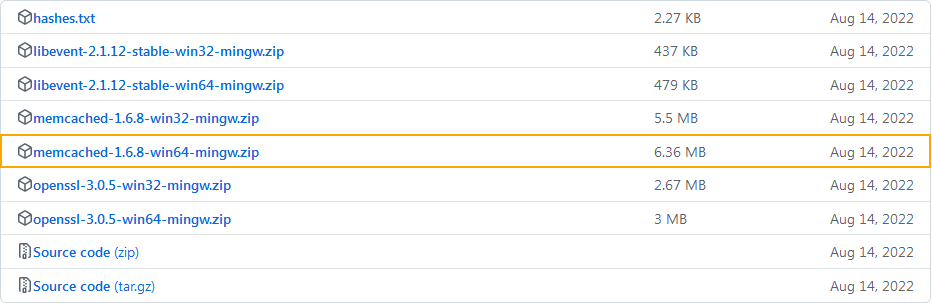 hashes.txt 2.27 KB Aug 14, 2022
libevent-2.1.12-stable-win32-mingw.zip 437 KB Aug 14, 2022
libevent-2.1.12-stable-win64-mingw.zip 479 KB Aug 14, 2022
memcached-1.6.8-win32-mingw.zip 5.5 MB Aug 14, 2022
memcached-1.6.8-win64-mingw.zip 6.36 MB Aug 14, 2022
openssl-3.0.5-win32-mingw.zip 2.67 MB Aug 14, 2022
openssl-3.0.5-win64-mingw.zip 3 MB Aug 14, 2022
Source code (zip) Aug 14, 2022
Source code (tar.gz) Aug 14, 2022